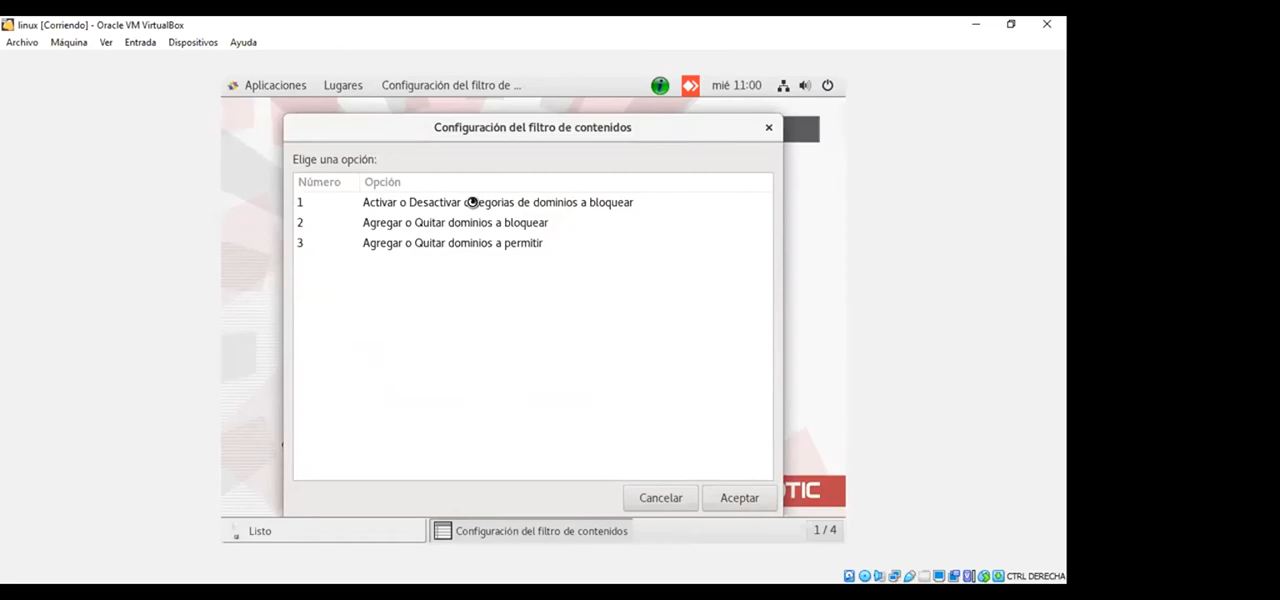 linux [Corriendo] - Oracle VM VirtualBox
Archivo Máquina Ver Entrada Dispositivos Ayuda
Aplicaciones Lugares Configuración del filtro de ... mié 11:00
Configuración del filtro de contenidos
Elige una opción:
Número Opción
1 Activar o Desactivar categorias de dominios a bloquear
2 Agregar o Quitar dominios a bloquear
3 Agregar o Quitar dominios a permitir
Cancelar Aceptar
TIC
Listo Configuración del filtro de contenidos 1 / 4
CTRL DERECHA